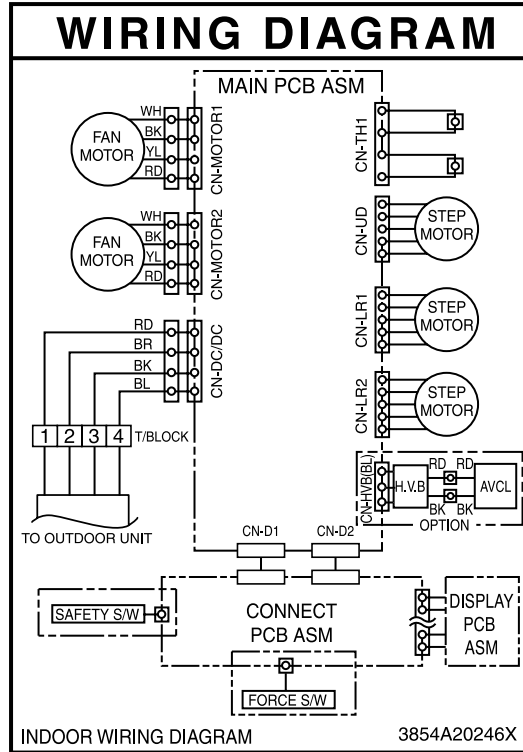 WIRING DIAGRAM
MAIN PCB ASM
FAN
MOTOR
WH
BK
YL
RD
CN-MOTOR1
CN-TH1
FAN
MOTOR
WH
BK
YL
RD
CN-MOTOR2
CN-UD
STEP
MOTOR
RD
BR
BK
BL
CN-DC/DC
CN-LR1
STEP
MOTOR
CN-LR2
STEP
MOTOR
1 2 3 4 T/BLOCK
TO OUTDOOR UNIT
CN-HVB(BL)
H.V.B
RD RD
BK BK
AVCL
OPTION
CN-D1 CN-D2
SAFETY S/W
CONNECT
PCB ASM
DISPLAY
PCB
ASM
FORCE S/W
INDOOR WIRING DIAGRAM 3854A20246X